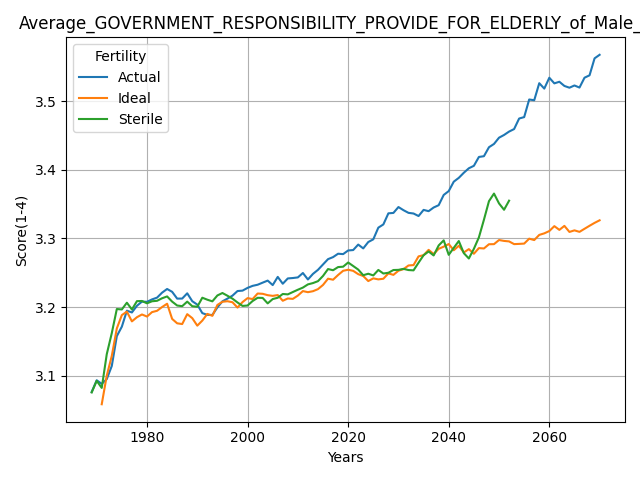 Average_GOVERNMENT_RESPONSIBILITY_PROVIDE_FOR_ELDERLY_of_Male_
Fertility
Actual
Ideal
Sterile
Score(1-4)
3.5
3.4
3.3
3.2
3.1
1980 2000 2020 2040 2060
Years